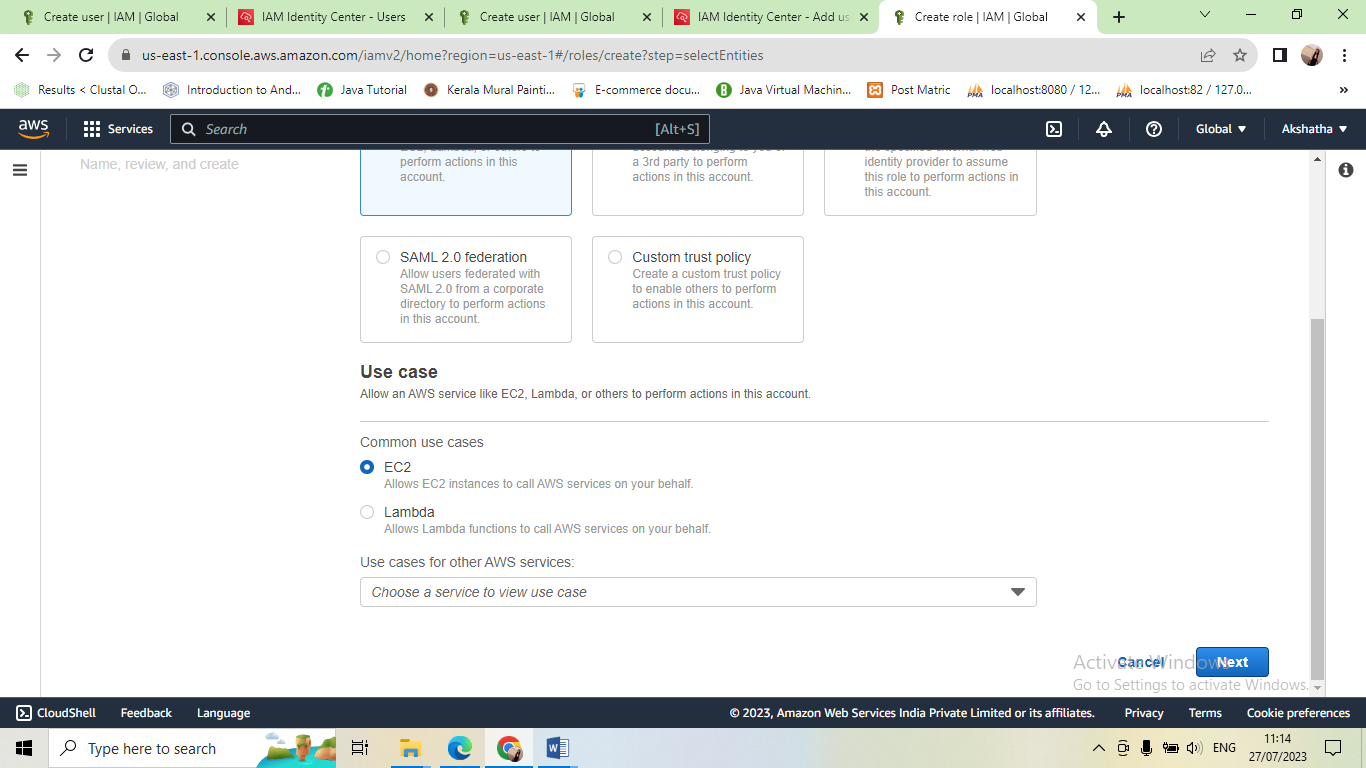 Create user | IAM | Global
IAM Identity Center - Users
Create user | IAM | Global
IAM Identity Center - Add us
Create role | IAM | Global
us-east-1.console.aws.amazon.com/iamv2/home?region=us-east-1#/roles/create?step=selectEntities
Results < Clustal O...
Introduction to And...
Java Tutorial
Kerala Mural Painti...
E-commerce docu...
Java Virtual Machin...
Post Matric
localhost:8080 / 12...
localhost:82 / 127.0...
aws
Services
Search
[Alt+S]
Global
Akshatha
Name, review, and create
perform actions in this
account.
a 3rd party to perform
actions in this account.
identity provider to assume
this role to perform actions in
this account.
SAML 2.0 federation
Allow users federated with
SAML 2.0 from a corporate
directory to perform actions
in this account.
Custom trust policy
Create a custom trust policy
to enable others to perform
actions in this account.
Use case
Allow an AWS service like EC2, Lambda, or others to perform actions in this account.
Common use cases
EC2
Allows EC2 instances to call AWS services on your behalf.
Lambda
Allows Lambda functions to call AWS services on your behalf.
Use cases for other AWS services:
Choose a service to view use case
Cancel
Next
Activate Windows
Go to Settings to activate Windows.
CloudShell
Feedback
Language
© 2023, Amazon Web Services India Private Limited or its affiliates.
Privacy
Terms
Cookie preferences
Type here to search
ENG
11:14
27/07/2023